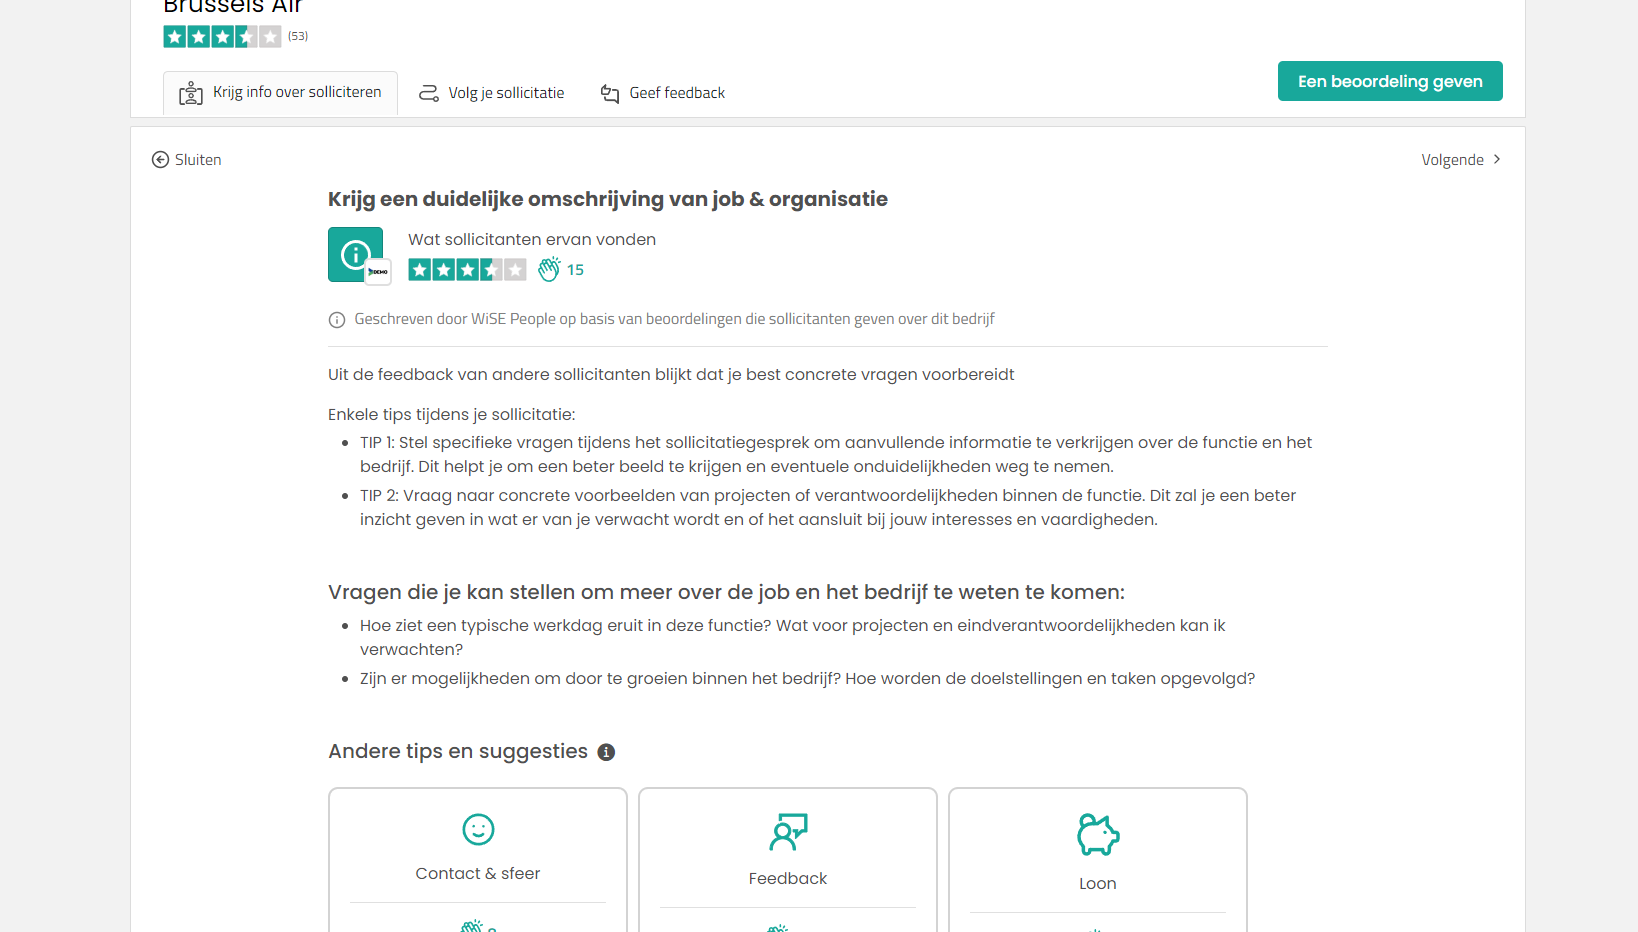 Brussels Air
(53)
Krijg info over solliciteren
Volg je sollicitatie
Geef feedback
Een beoordeling geven
Sluiten
Volgende
Krijg een duidelijke omschrijving van job & organisatie
Wat sollicitanten ervan vonden
DEMO
15
Geschreven door WiSE People op basis van beoordelingen die sollicitanten geven over dit bedrijf
Uit de feedback van andere sollicitanten blijkt dat je best concrete vragen voorbereidt
Enkele tips tijdens je sollicitatie:
TIP 1: Stel specifieke vragen tijdens het sollicitatiegesprek om aanvullende informatie te verkrijgen over de functie en het
bedrijf. Dit helpt je om een beter beeld te krijgen en eventuele onduidelijkheden weg te nemen.
TIP 2: Vraag naar concrete voorbeelden van projecten of verantwoordelijkheden binnen de functie. Dit zal je een beter
inzicht geven in wat er van je verwacht wordt en of het aansluit bij jouw interesses en vaardigheden.
Vragen die je kan stellen om meer over de job en het bedrijf te weten te komen:
Hoe ziet een typische werkdag eruit in deze functie? Wat voor projecten en eindverantwoordelijkheden kan ik
verwachten?
Zijn er mogelijkheden om door te groeien binnen het bedrijf? Hoe worden de doelstellingen en taken opgevolgd?
Andere tips en suggesties
Contact & sfeer
Feedback
Loon